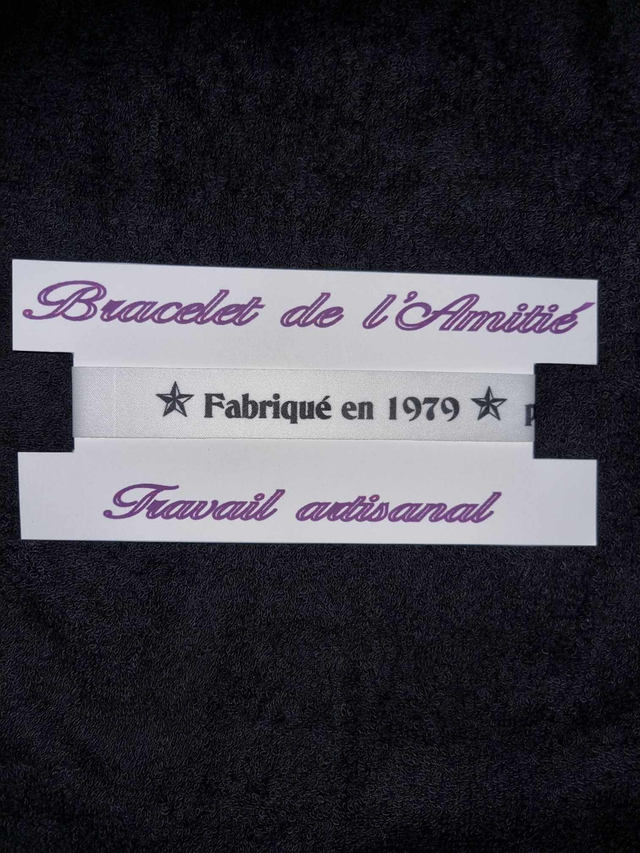 Bracelet de l'Amitié
Fabriqué en 1979
Travail artisanal